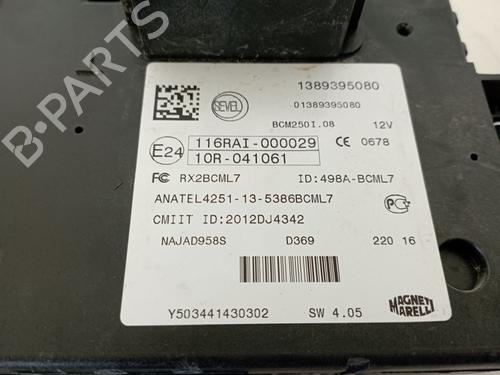 1389395080
SEVEL
01389395080
BCM250I.08 12V
E24
116RAI-000029
10R-041061
CE 0678
FC RX2BCML7 ID:498A-BCML7
ANATEL4251-13-5386BCML7
CMIIT ID:2012DJ4342
NAJAD958S D369 220 16
Y503441430302 SW 4.05
MAGNETI
MARELLI
B-PARTS